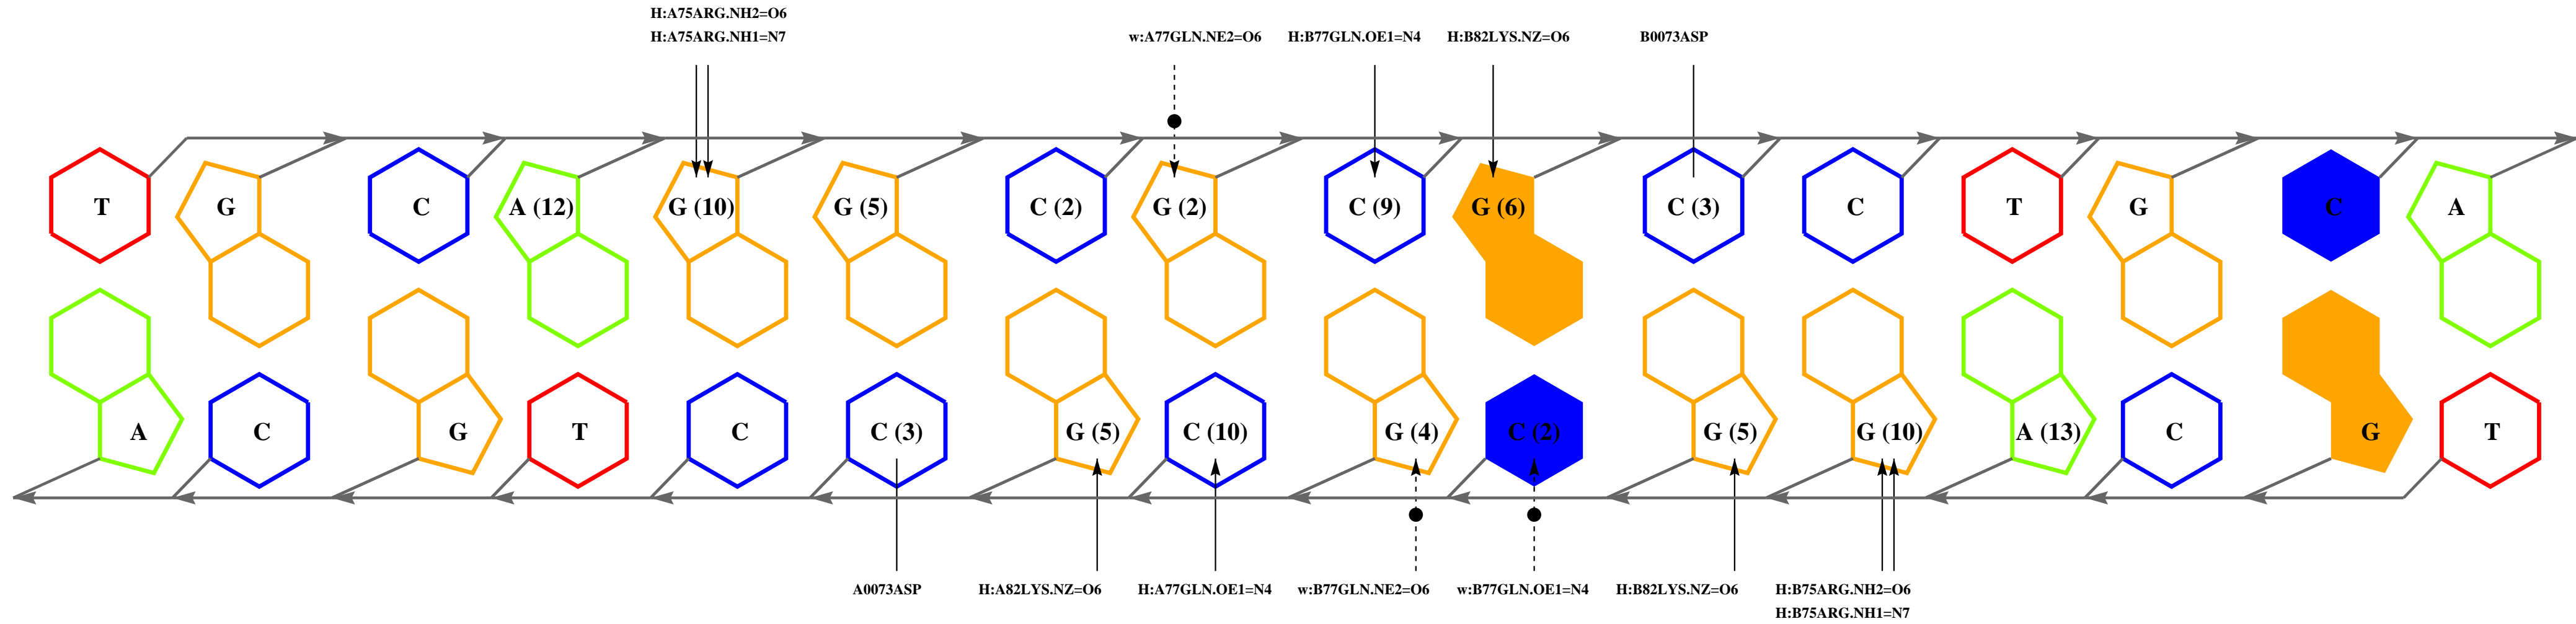 H:A75ARG.NH2=O6
H:A75ARG.NH1=N7
w:A77GLN.NE2=O6
H:B77GLN.OE1=N4
H:B82LYS.NZ=O6
B0073ASP
T
G
C
A (12)
G (10)
G (5)
C (2)
G (2)
C (9)
G (6)
C (3)
C
T
G
C
A
A
C
G
T
C
C (3)
G (5)
C (10)
G (4)
C (2)
G (5)
G (10)
A (13)
C
G
T
A0073ASP
H:A82LYS.NZ=O6
H:A77GLN.OE1=N4
w:B77GLN.NE2=O6
w:B77GLN.OE1=N4
H:B82LYS.NZ=O6
H:B75ARG.NH2=O6
H:B75ARG.NH1=N7